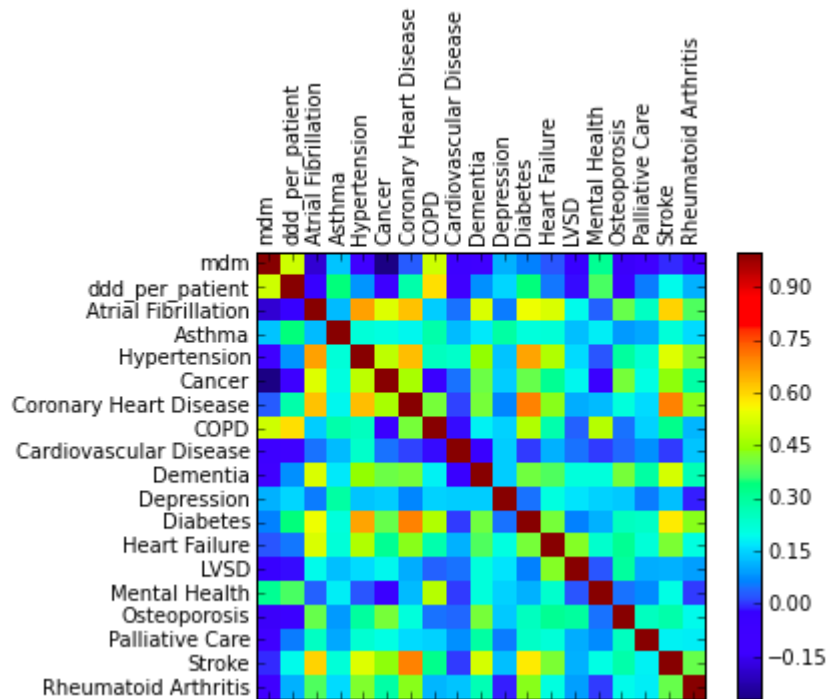 mdm
ddd_per_patient
Atrial Fibrillation
Asthma
Hypertension
Cancer
Coronary Heart Disease
COPD
Cardiovascular Disease
Dementia
Depression
Diabetes
Heart Failure
LVSD
Mental Health
Osteoporosis
Palliative Care
Stroke
Rheumatoid Arthritis
mdm
ddd_per_patient
Atrial Fibrillation
Asthma
Hypertension
Cancer
Coronary Heart Disease
COPD
Cardiovascular Disease
Dementia
Depression
Diabetes
Heart Failure
LVSD
Mental Health
Osteoporosis
Palliative Care
Stroke
Rheumatoid Arthritis
0.90
0.75
0.60
0.45
0.30
0.15
0.00
−0.15